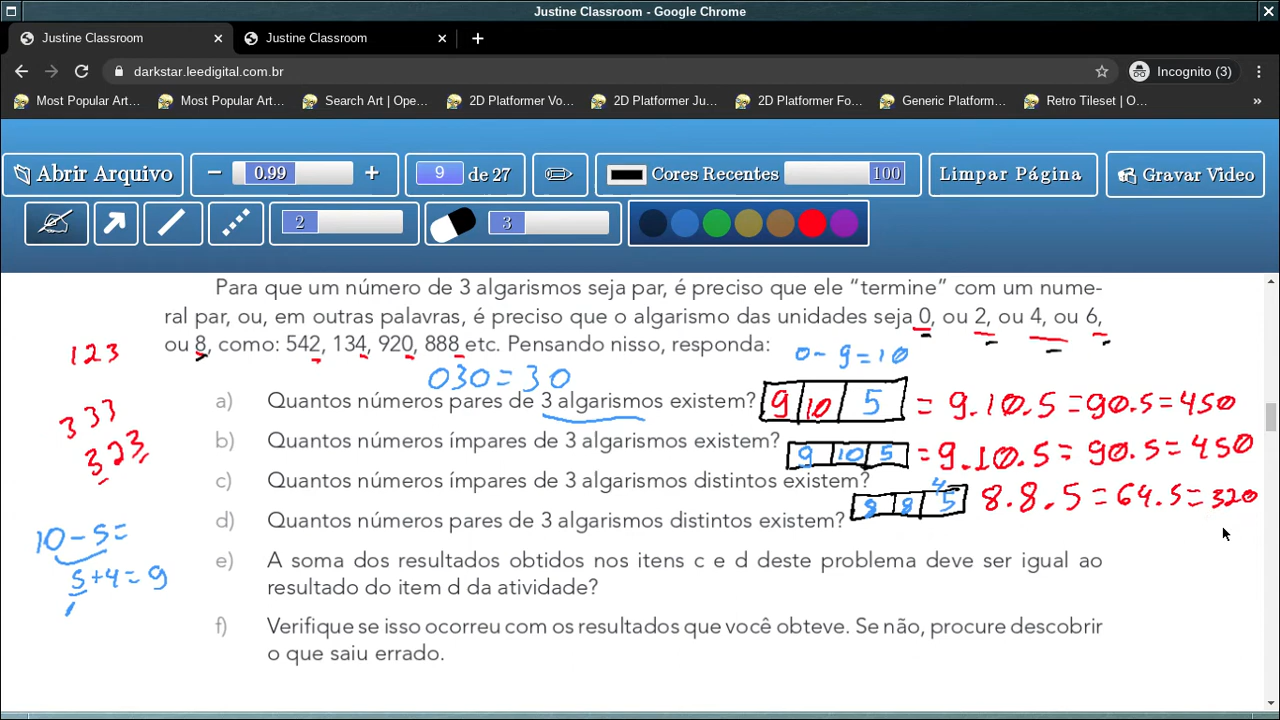 Justine Classroom - Google Chrome
Justine Classroom
Justine Classroom
darkstar.leedigital.com.br
Incognito (3)
Most Popular Art…
Most Popular Art…
Search Art | Ope…
2D Platformer Vo…
2D Platformer Ju…
2D Platformer Fo…
Generic Platform…
Retro Tileset | O…
Abrir Arquivo
− 0.99 +
9 de 27
Cores Recentes 100
Limpar Página
Gravar Video
2
3
Para que um número de 3 algarismos seja par, é preciso que ele “termine” com um nume-
ral par, ou, em outras palavras, é preciso que o algarismo das unidades seja 0, ou 2, ou 4, ou 6,
ou 8, como: 542, 134, 920, 888 etc. Pensando nisso, responda:
123
0 - 9 = 10
030 = 30
a) Quantos números pares de 3 algarismos existem? 9 10 5 = 9.10.5 = 90.5 = 450
333
b) Quantos números ímpares de 3 algarismos existem? 9 10 5 = 9.10.5 = 90.5 = 450
323
c) Quantos números ímpares de 3 algarismos distintos existem?
4
8 8 5 8.8.5 = 64.5 = 320
d) Quantos números pares de 3 algarismos distintos existem?
10 - 5 =
e) A soma dos resultados obtidos nos itens c e d deste problema deve ser igual ao
resultado do item d da atividade?
5 + 4 = 9
f) Verifique se isso ocorreu com os resultados que você obteve. Se não, procure descobrir
o que saiu errado.